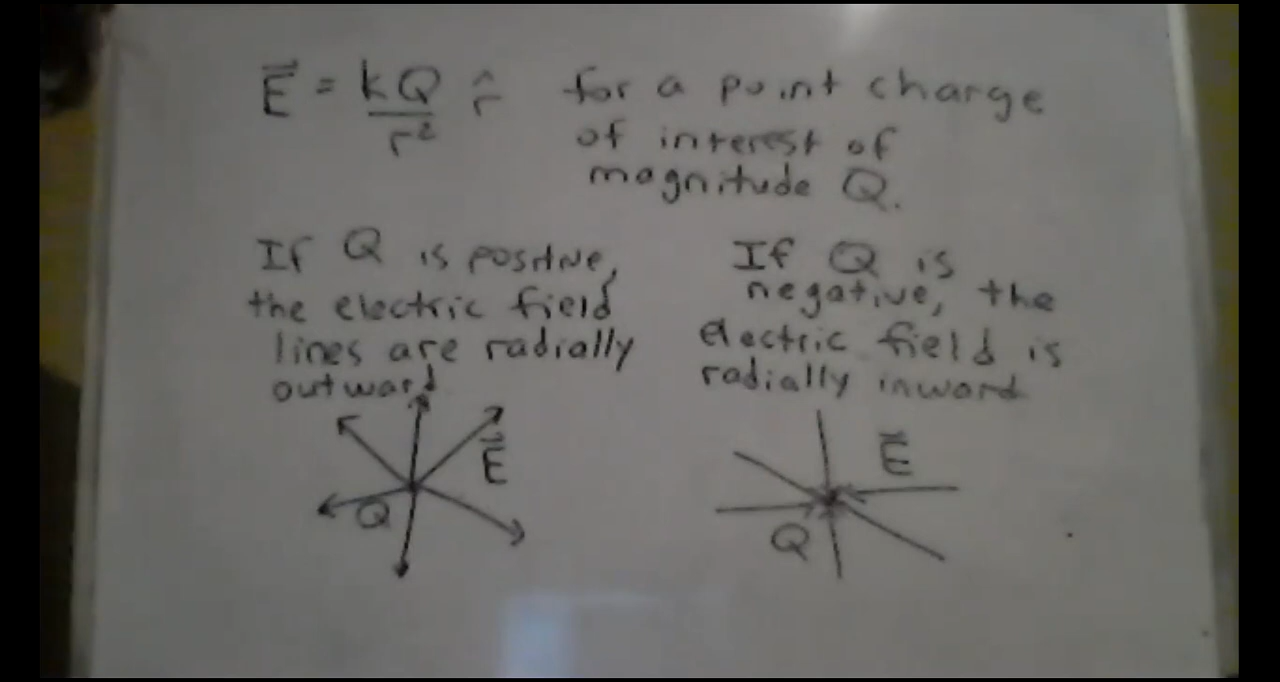 E⃗ = kQ/r² r̂ for a point charge
of interest of
magnitude Q.
If Q is positive,
the electric field
lines are radially
outward
If Q is
negative, the
electric field is
radially inward
E⃗
Q
E⃗
Q